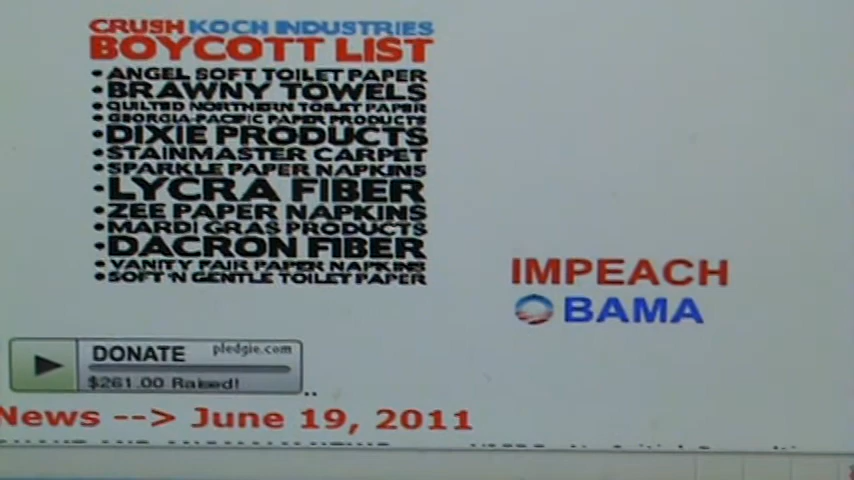 CRUSH KOCH INDUSTRIES
BOYCOTT LIST
• ANGEL SOFT TOILET PAPER
• BRAWNY TOWELS
• QUILTED NORTHERN TOILET PAPER
• GEORGIA-PACIFIC PAPER PRODUCTS
• DIXIE PRODUCTS
• STAINMASTER CARPET
• SPARKLE PAPER NAPKINS
• LYCRA FIBER
• ZEE PAPER NAPKINS
• MARDI GRAS PRODUCTS
• DACRON FIBER
• VANITY FAIR PAPER NAPKINS
• SOFT 'N GENTLE TOILET PAPER
IMPEACH
OBAMA
DONATE pledgie.com
$261.00 Raised!
..
News --> June 19, 2011